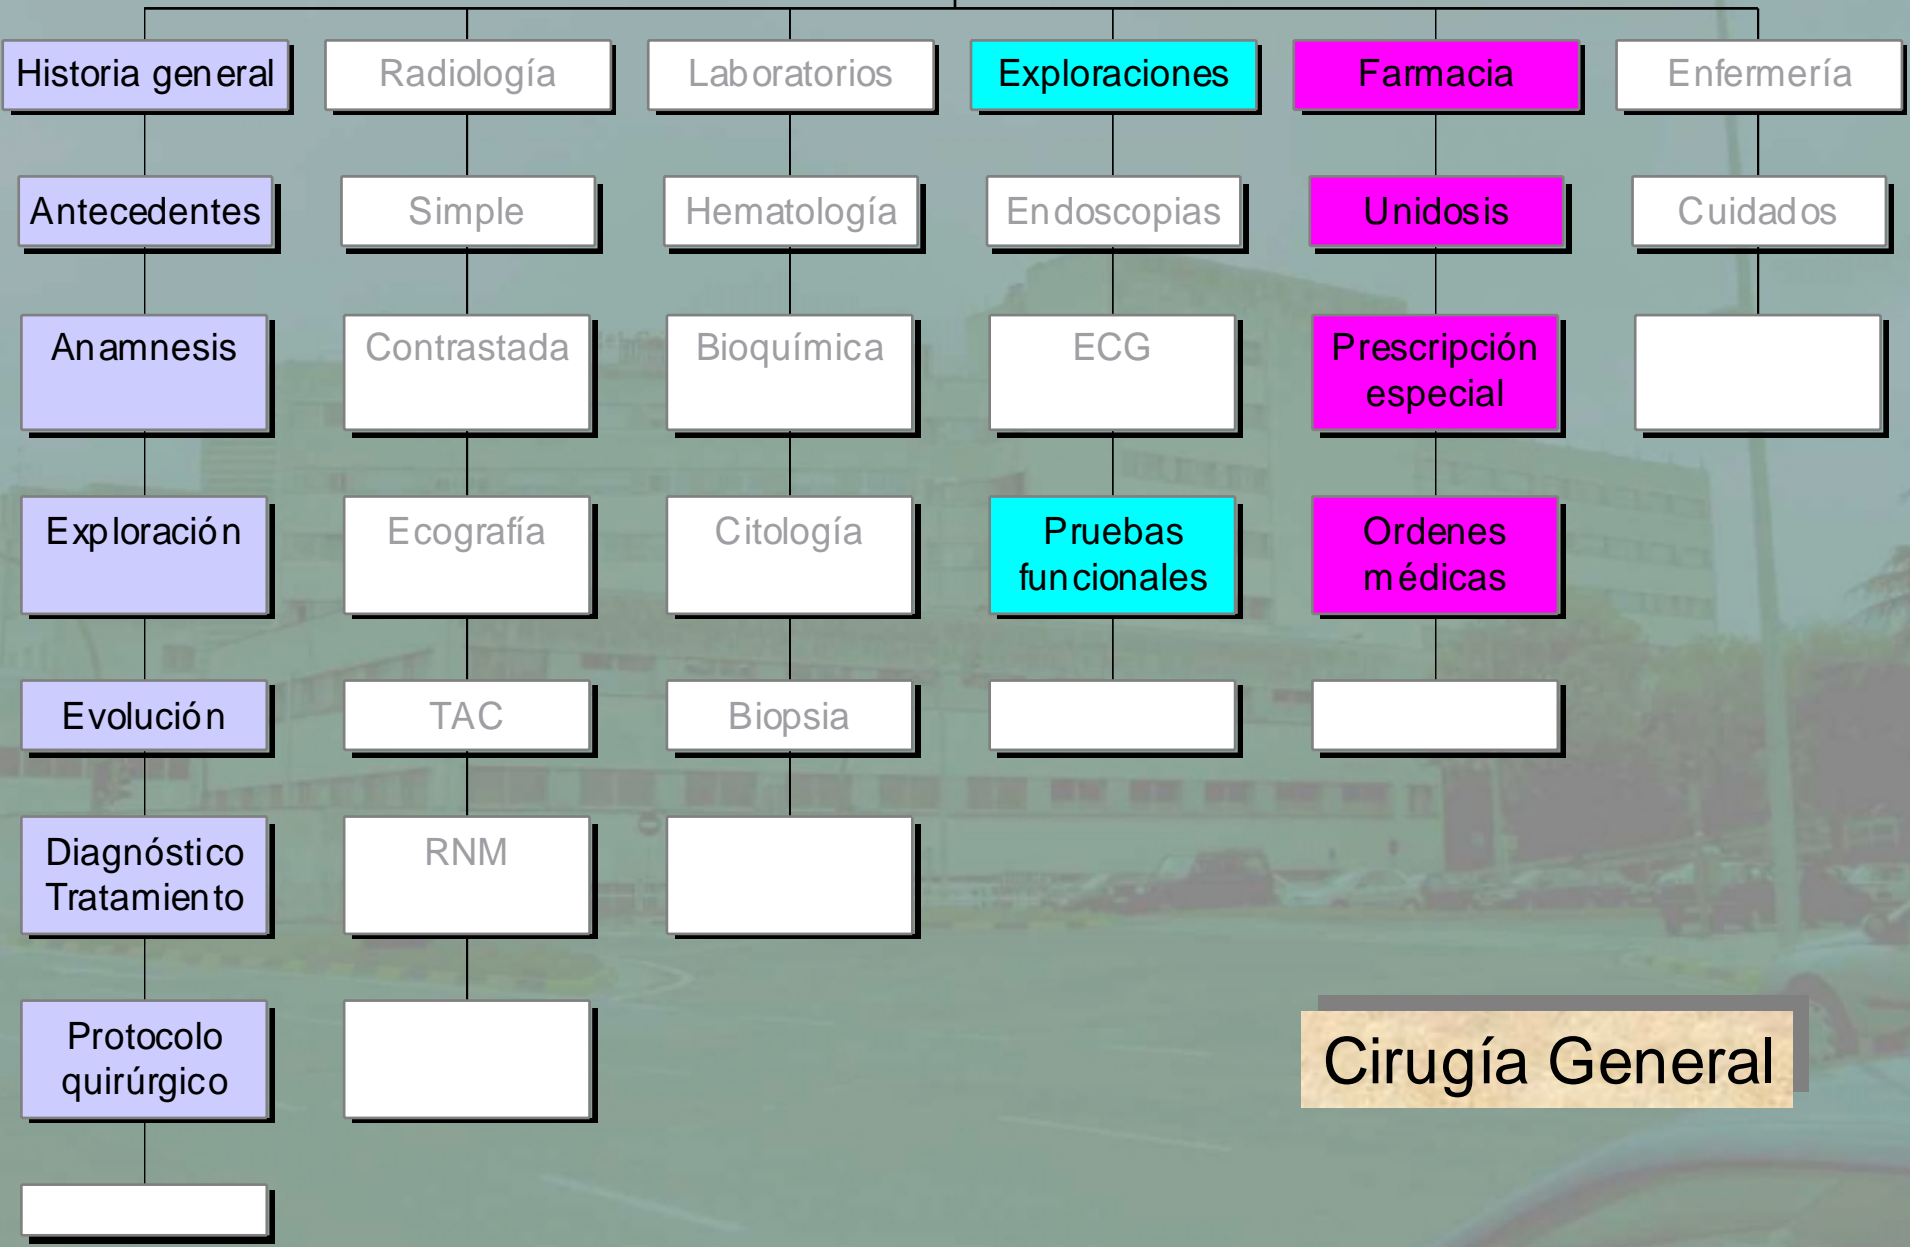 Historia general
Radiología
Laboratorios
Exploraciones
Farmacia
Enfermería
Antecedentes
Simple
Hematología
Endoscopias
Unidosis
Cuidados
Anamnesis
Contrastada
Bioquímica
ECG
Prescripción
especial
Exploración
Ecografía
Citología
Pruebas
funcionales
Ordenes
médicas
Evolución
TAC
Biopsia
Diagnóstico
Tratamiento
RNM
Protocolo
quirúrgico
Cirugía General